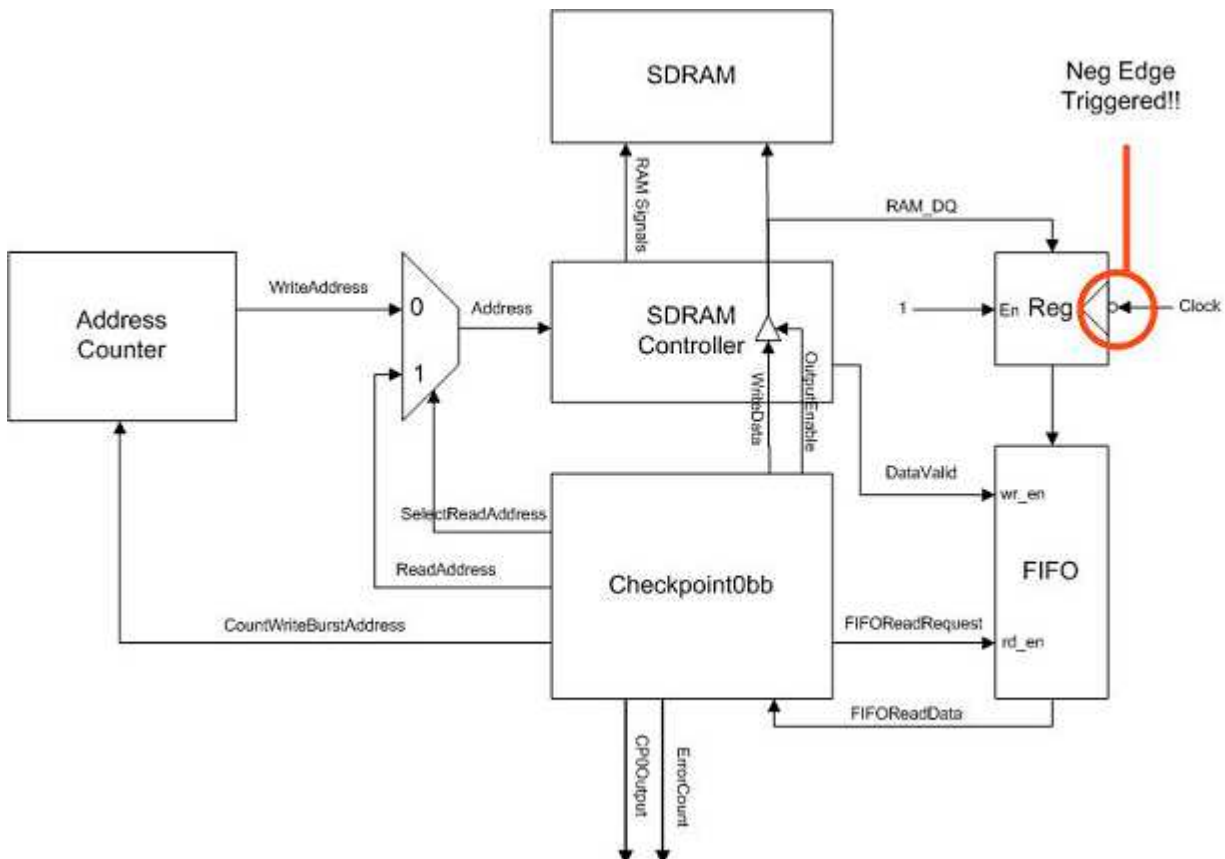 SDRAM
Neg Edge
Triggered!!
RAM Signals
RAM_DQ
WriteAddress
0
Address
Address
Counter
1
SDRAM
Controller
1
En
Reg
Clock
WriteData
OutputEnable
DataValid
wr_en
SelectReadAddress
ReadAddress
Checkpoint0bb
FIFO
CountWriteBurstAddress
FIFOReadRequest
rd_en
FIFOReadData
CP0Output
ErrorCount